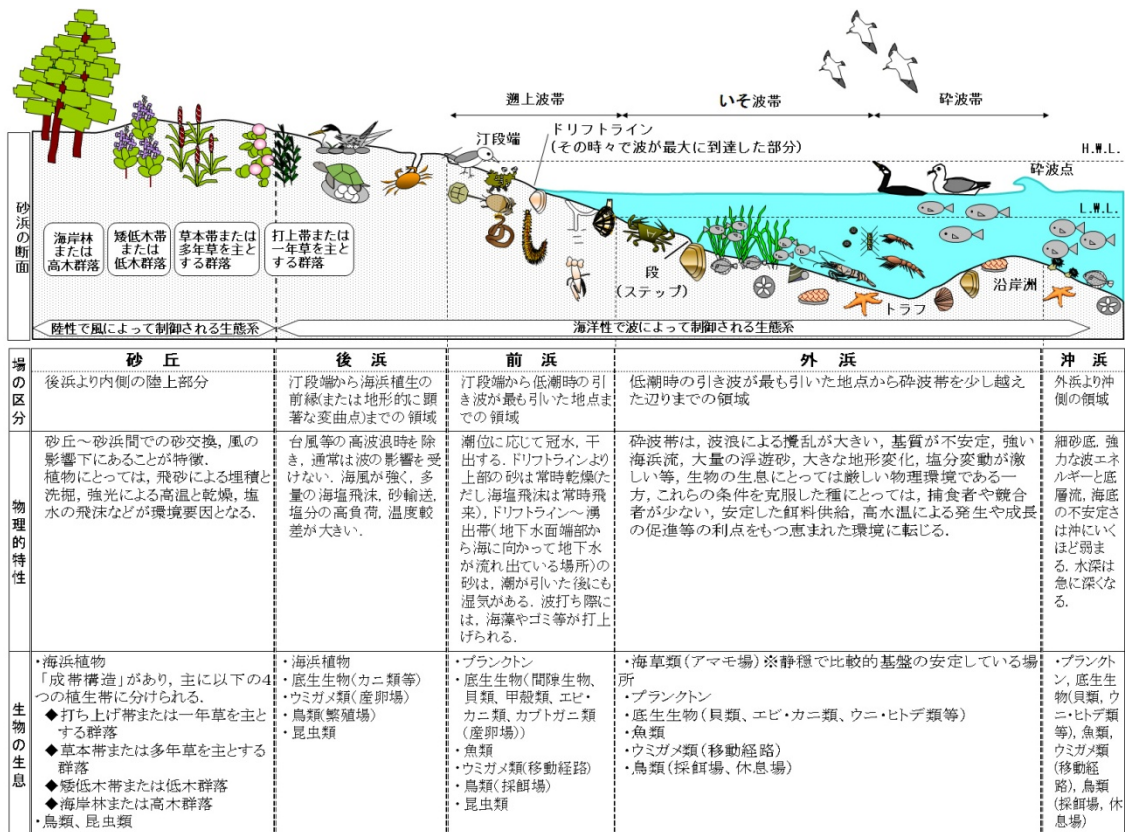 遡上波帯
いそ波帯
砕波帯
汀段端
ドリフトライン
(その時々で波が最大に到達した部分)
H.W.L.
砕波点
L.W.L.
砂浜の断面
海岸林
または
高木群落
矮低木帯
または
低木群落
草本帯または
多年草を主と
する群落
打上帯または
一年草を主と
する群落
段
(ステップ)
トラフ
沿岸洲
陸性で風によって制御される生態系
海洋性で波によって制御される生態系
場の区分
砂丘
後浜
前浜
外浜
沖浜
後浜より内側の陸上部分
汀段端から海浜植生の
前縁(または地形的に顕
著な変曲点)までの領域
汀段端から低潮時の引
き波が最も引いた地点ま
での領域
低潮時の引き波が最も引いた地点から砕波帯を少し越え
た辺りまでの領域
外浜より沖
側の領域
物理的特性
砂丘～砂浜間での砂交換，風の
影響下にあることが特徴．
植物にとっては，飛砂による埋積と
洗掘，強光による高温と乾燥，塩
水の飛沫などが環境要因となる．
台風等の高波浪時を除
き，通常は波の影響を受
けない．海風が強く，多
量の海塩飛沫，砂輸送，
塩分の高負荷，温度較
差が大きい．
潮位に応じて冠水，干
出する．ドリフトラインより
上部の砂は常時乾燥(た
だし海塩飛沫は常時飛
来)．ドリフトライン～湧
出帯(地下水面端部か
ら海に向かって地下水
が流れ出ている場所)の
砂は，潮が引いた後にも
湿気がある．波打ち際に
は，海藻やゴミ等が打上
げられる．
砕波帯は，波浪による攪乱が大きい，基質が不安定，強い
海浜流，大量の浮遊砂，大きな地形変化，塩分変動が激
しい等，生物の生息にとっては厳しい物理環境である一
方，これらの条件を克服した種にとっては，捕食者や競合
者が少ない，安定した餌料供給，高水温による発生や成長
の促進等の利点をもつ恵まれた環境に転じる．
細砂底．強
力な波エネ
ルギーと底
層流，海底
の不安定さ
は沖にいく
ほど弱ま
る．水深は
急に深くな
る．
生物の生息
・海浜植物
「成帯構造」があり，主に以下の4
つの植生帯に分けられる．
◆打ち上げ帯または一年草を主と
する群落
◆草本帯または多年草を主とする
群落
◆矮低木帯または低木群落
◆海岸林または高木群落
・鳥類、昆虫類
・海浜植物
・底生生物(カニ類等)
・ウミガメ類(産卵場)
・鳥類(繁殖場)
・昆虫類
・プランクトン
・底生生物(間隙生物、
貝類、甲殻類、エビ・
カニ類、カブトガニ類
(産卵場))
・魚類
・ウミガメ類(移動経路)
・鳥類(採餌場)
・昆虫類
・海草類(アマモ場)※静穏で比較的基盤の安定している場
所
・プランクトン
・底生生物(貝類、エビ・カニ類、ウニ・ヒトデ類等)
・魚類
・ウミガメ類(移動経路)
・鳥類(採餌場、休息場)
・プランクト
ン，底生生
物(貝類，ウ
ニ・ヒトデ類
等)，魚類，
ウミガメ類
(移動経
路)，鳥類
(採餌場，休
息場)